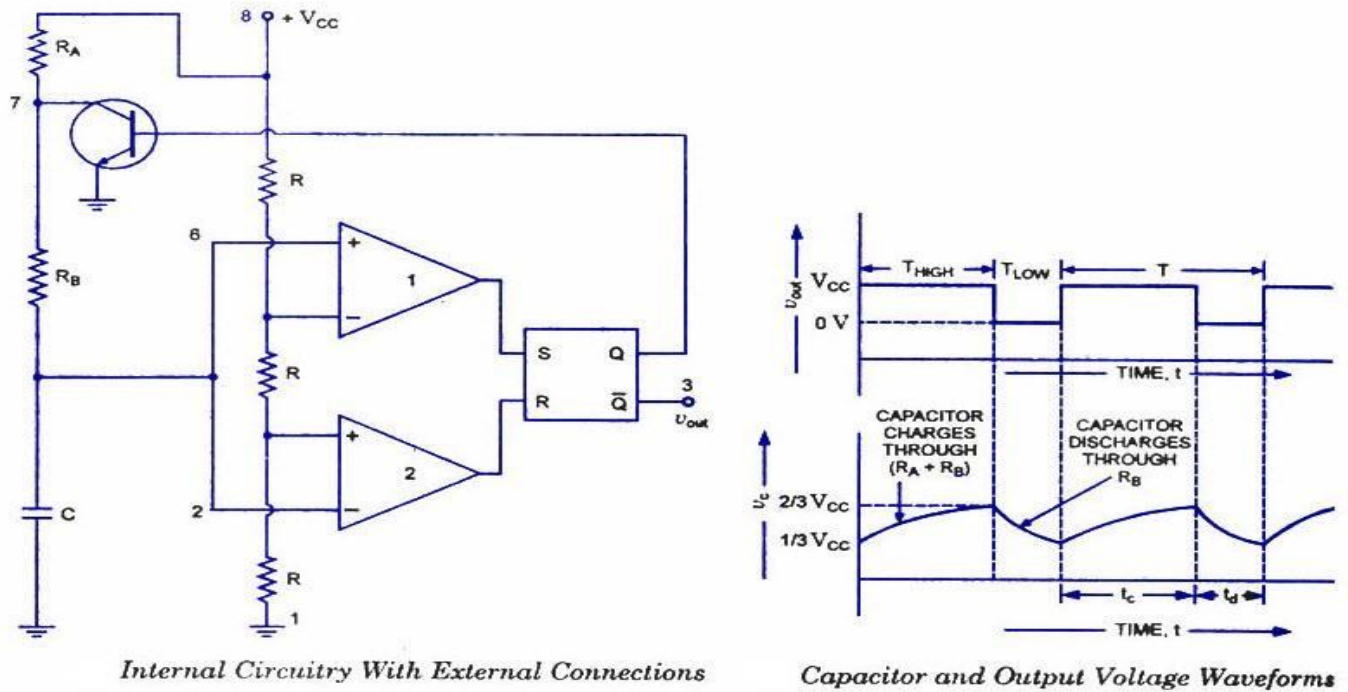 8
+ VCC
RA
7
R
6
+
1
RB
−
S
Q
R
3
R
Q̅
vout
+
2
C
2
−
R
1
Internal Circuitry With External Connections
vout
THIGH
TLOW
T
VCC
0 V
TIME, t
CAPACITOR
CHARGES
THROUGH
(RA + RB)
CAPACITOR
DISCHARGES
THROUGH
RB
vc
2/3 VCC
1/3 VCC
tc
td
TIME, t
Capacitor and Output Voltage Waveforms